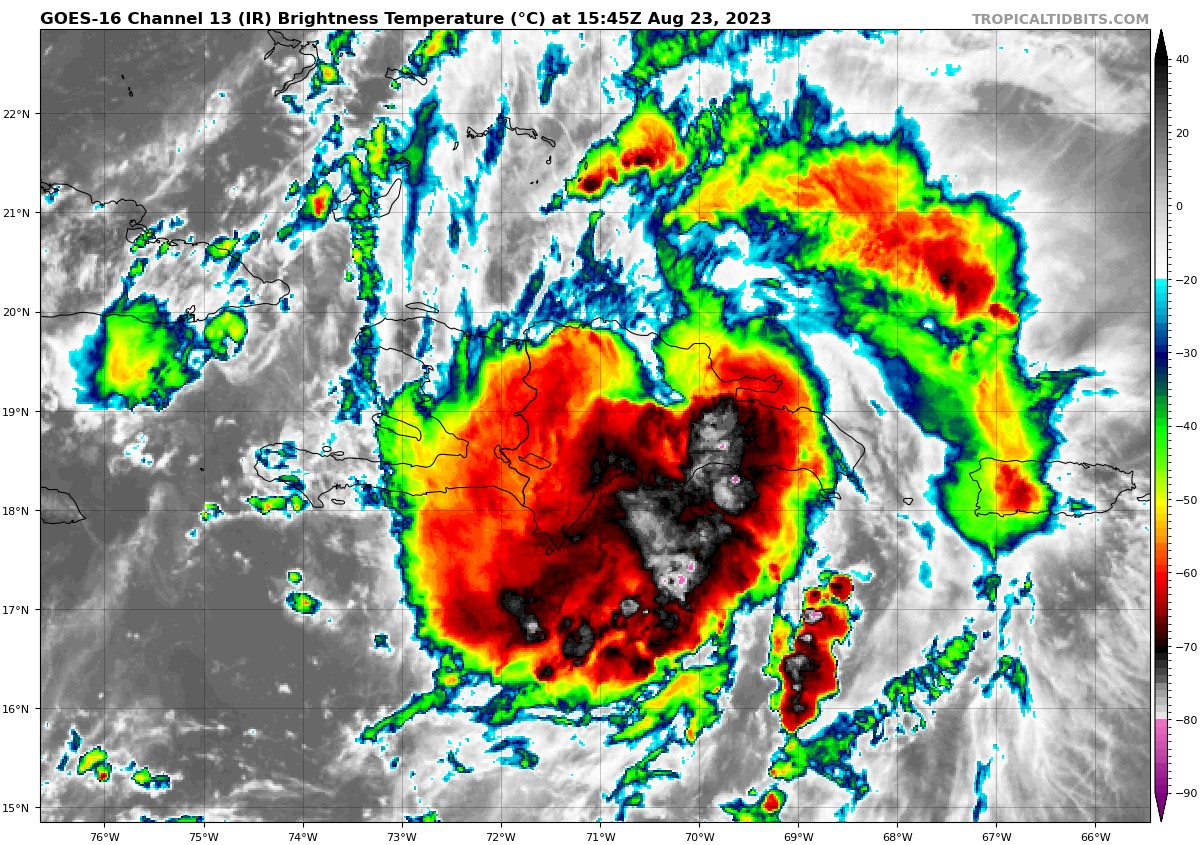 GOES-16 Channel 13 (IR) Brightness Temperature (°C) at 15:45Z Aug 23, 2023
TROPICALTIDBITS.COM
22°N
21°N
20°N
19°N
18°N
17°N
16°N
15°N
76°W
75°W
74°W
73°W
72°W
71°W
70°W
69°W
68°W
67°W
66°W
40
20
0
−20
−30
−40
−50
−60
−70
−80
−90